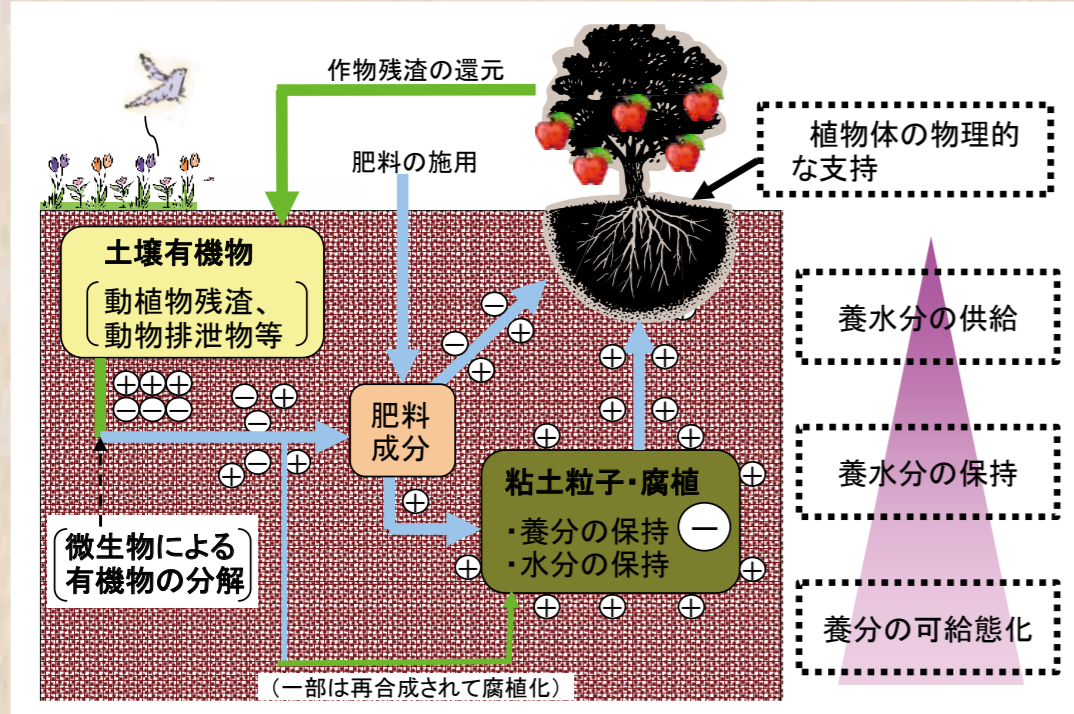 作物残渣の還元
肥料の施用
植物体の物理的
な支持
土壌有機物
動植物残渣、
動物排泄物等
養水分の供給
肥料
成分
養水分の保持
粘土粒子・腐植
・養分の保持
・水分の保持
微生物による
有機物の分解
養分の可給態化
（一部は再合成されて腐植化）